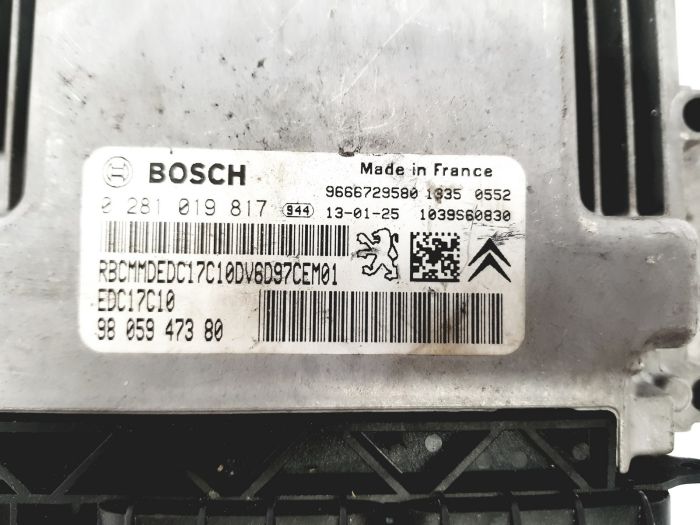 BOSCH Made in France
9666729580 1335 0552
0 281 019 817 944 13-01-25 1039S60830
RBCMMDEDC17C10DV6D97CEM01
EDC17C10
98 059 473 80